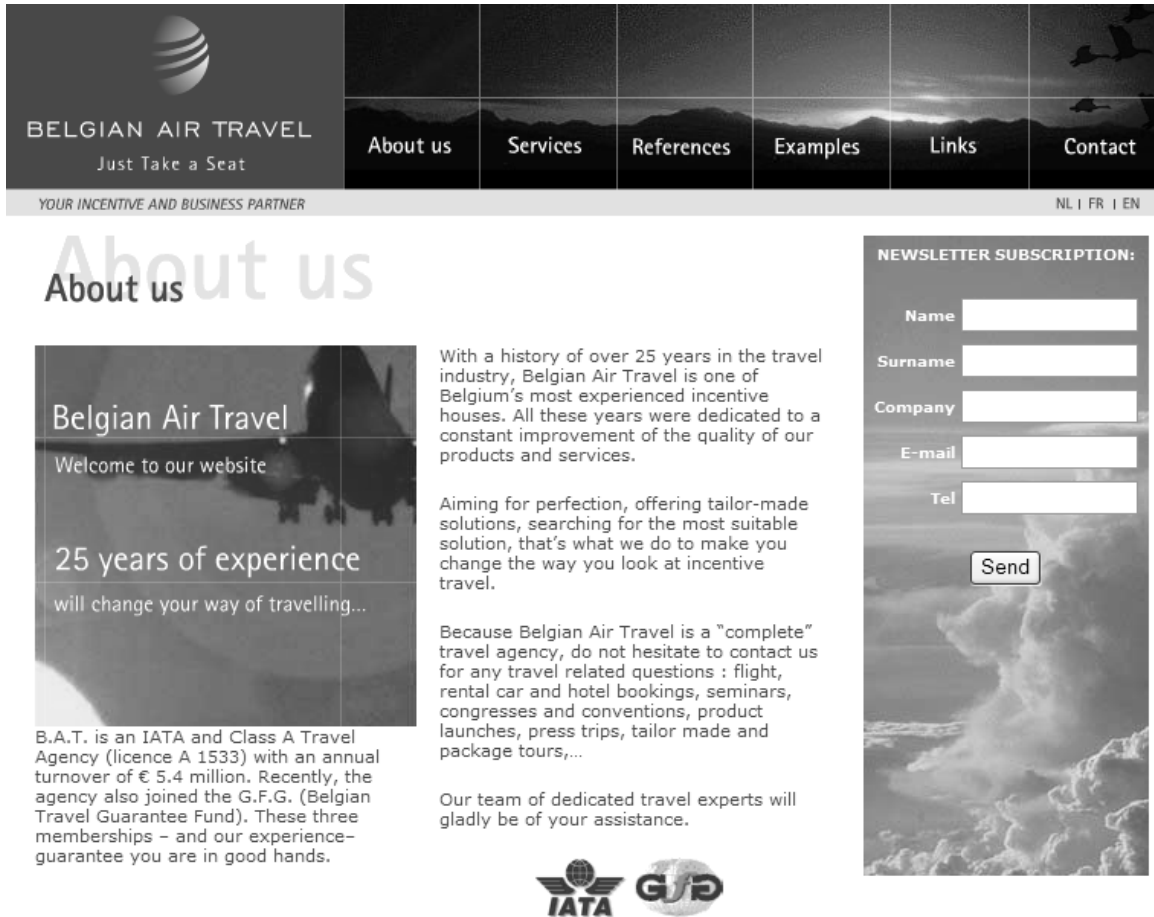 BELGIAN AIR TRAVEL
Just Take a Seat
About us
Services
References
Examples
Links
Contact
YOUR INCENTIVE AND BUSINESS PARTNER
NL | FR | EN
About us
About us
Belgian Air Travel
Welcome to our website
25 years of experience
will change your way of travelling...
B.A.T. is an IATA and Class A Travel
Agency (licence A 1533) with an annual
turnover of € 5.4 million. Recently, the
agency also joined the G.F.G. (Belgian
Travel Guarantee Fund). These three
memberships – and our experience–
guarantee you are in good hands.
With a history of over 25 years in the travel
industry, Belgian Air Travel is one of
Belgium's most experienced incentive
houses. All these years were dedicated to a
constant improvement of the quality of our
products and services.
Aiming for perfection, offering tailor-made
solutions, searching for the most suitable
solution, that's what we do to make you
change the way you look at incentive
travel.
Because Belgian Air Travel is a “complete”
travel agency, do not hesitate to contact us
for any travel related questions : flight,
rental car and hotel bookings, seminars,
congresses and conventions, product
launches, press trips, tailor made and
package tours,...
Our team of dedicated travel experts will
gladly be of your assistance.
IATA
GfG
NEWSLETTER SUBSCRIPTION:
Name
Surname
Company
E-mail
Tel
Send